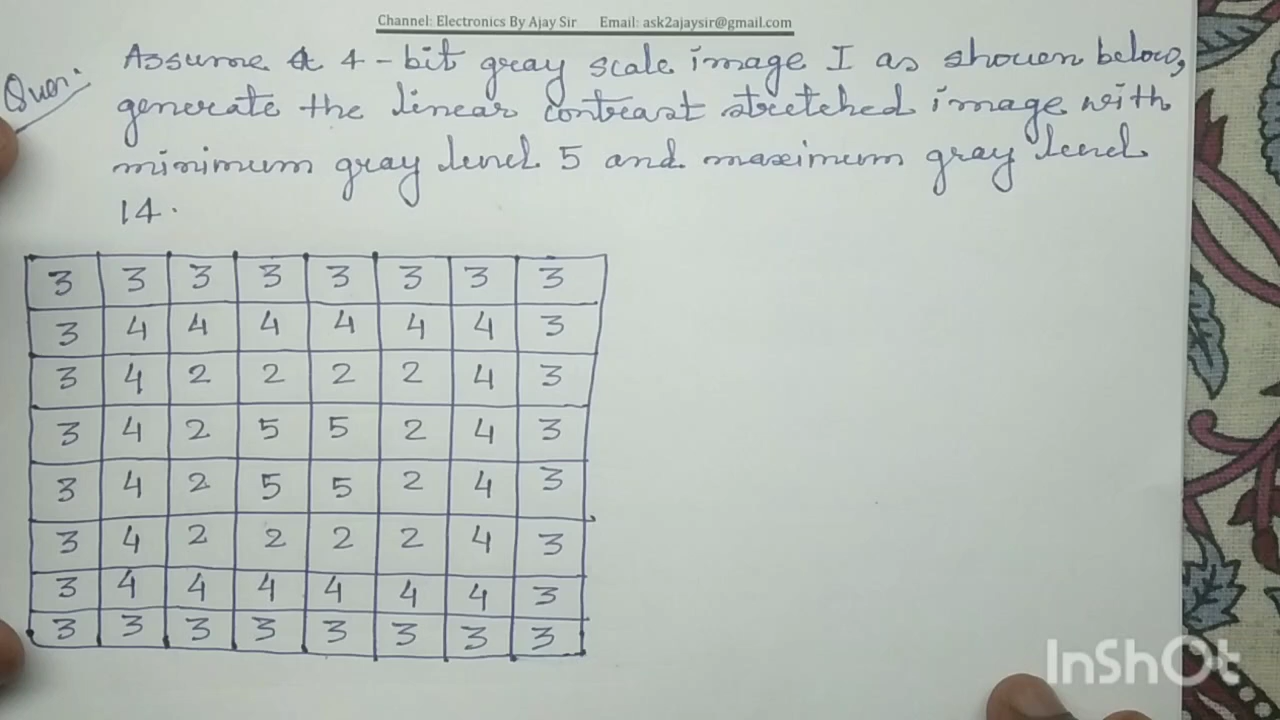 Channel: Electronics By Ajay Sir Email: ask2ajaysir@gmail.com
Quen:
Assume 4-bit gray scale image I as shown below,
generate the linear contrast stretched image with
minimum gray level 5 and maximum gray level
14.
3 3 3 3 3 3 3 3
3 4 4 4 4 4 4 3
3 4 2 2 2 2 4 3
3 4 2 5 5 2 4 3
3 4 2 5 5 2 4 3
3 4 2 2 2 2 4 3
3 4 4 4 4 4 4 3
3 3 3 3 3 3 3 3
InShOt